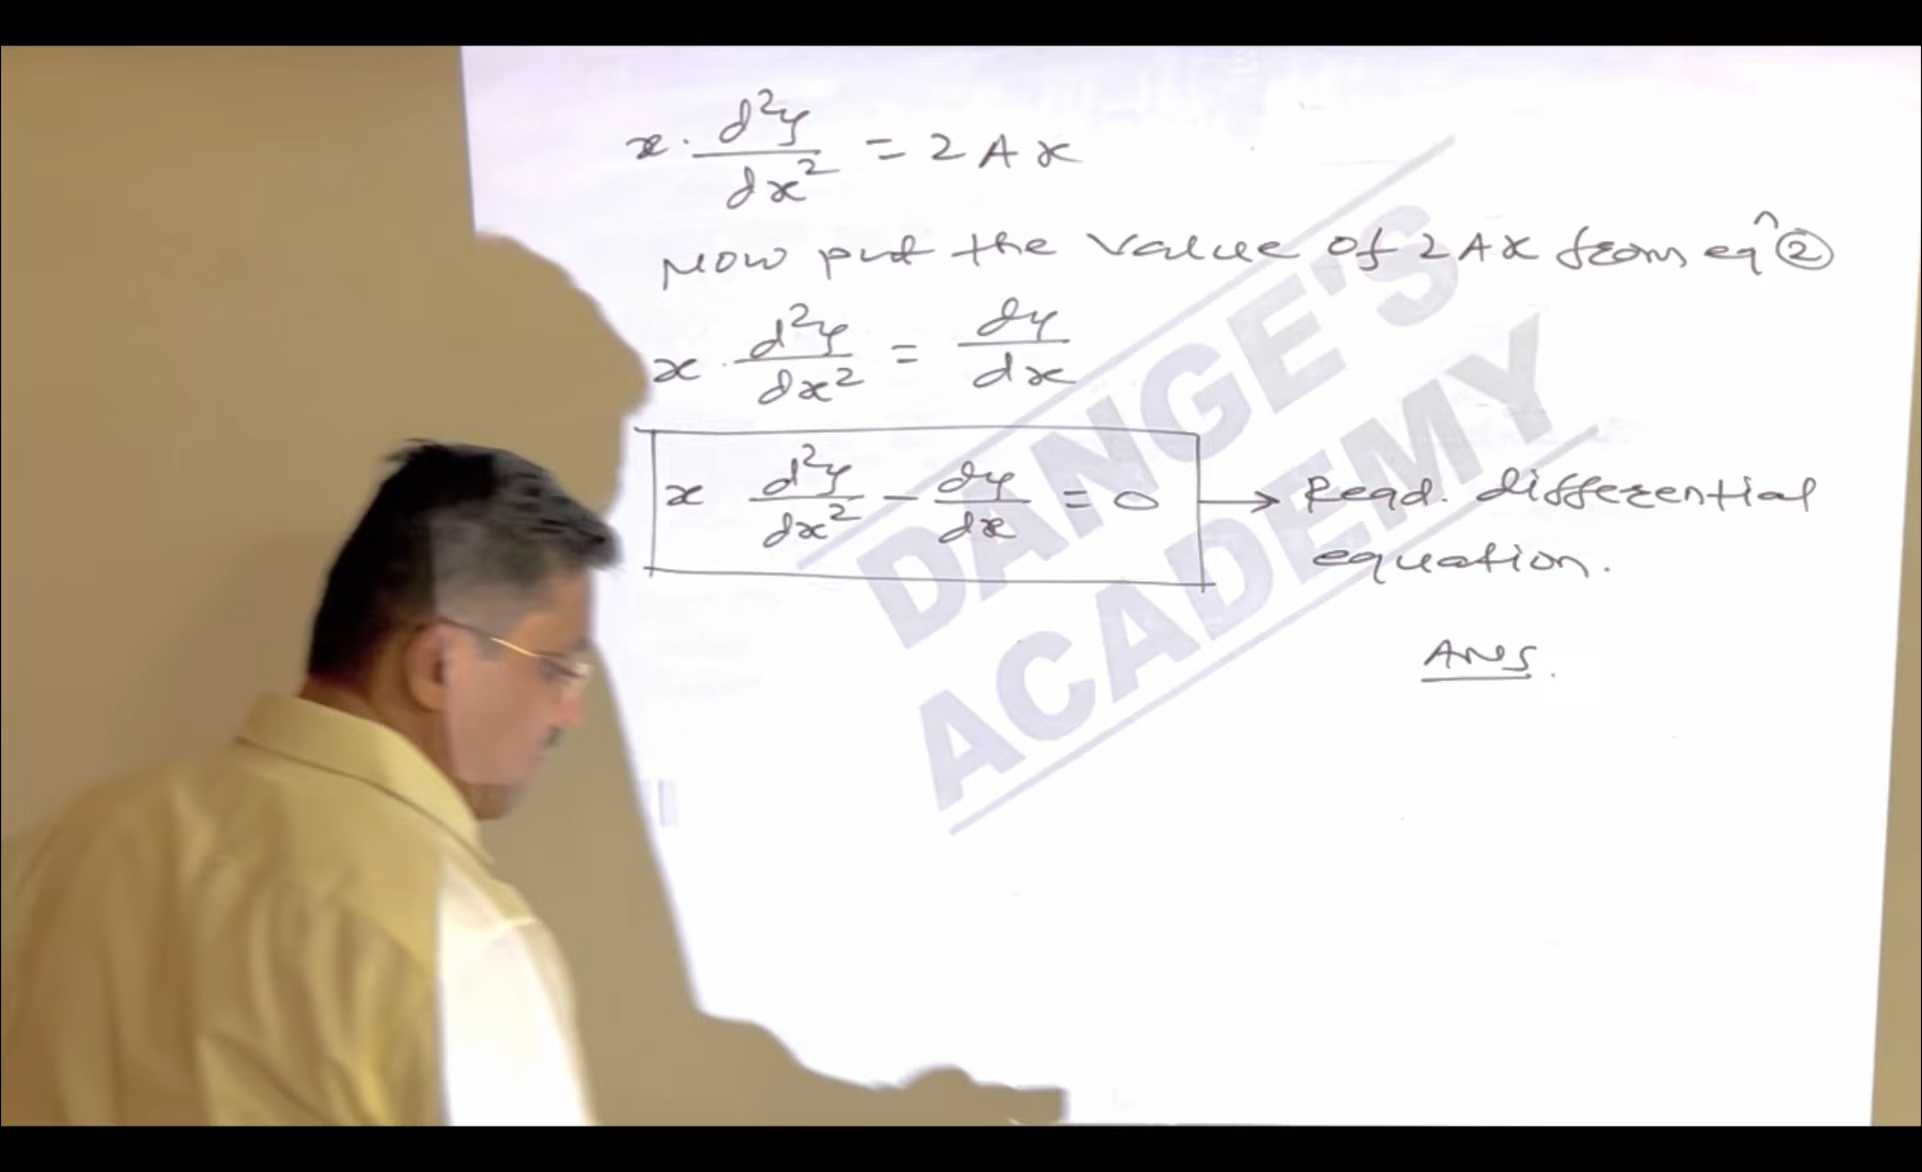 x · d²y/dx² = 2Ax
Now put the value of 2Ax from eqⁿ ②
x · d²y/dx² = dy/dx
x d²y/dx² − dy/dx = 0 → Reqd. differential
equation.
Ans.
DANGE'S
ACADEMY